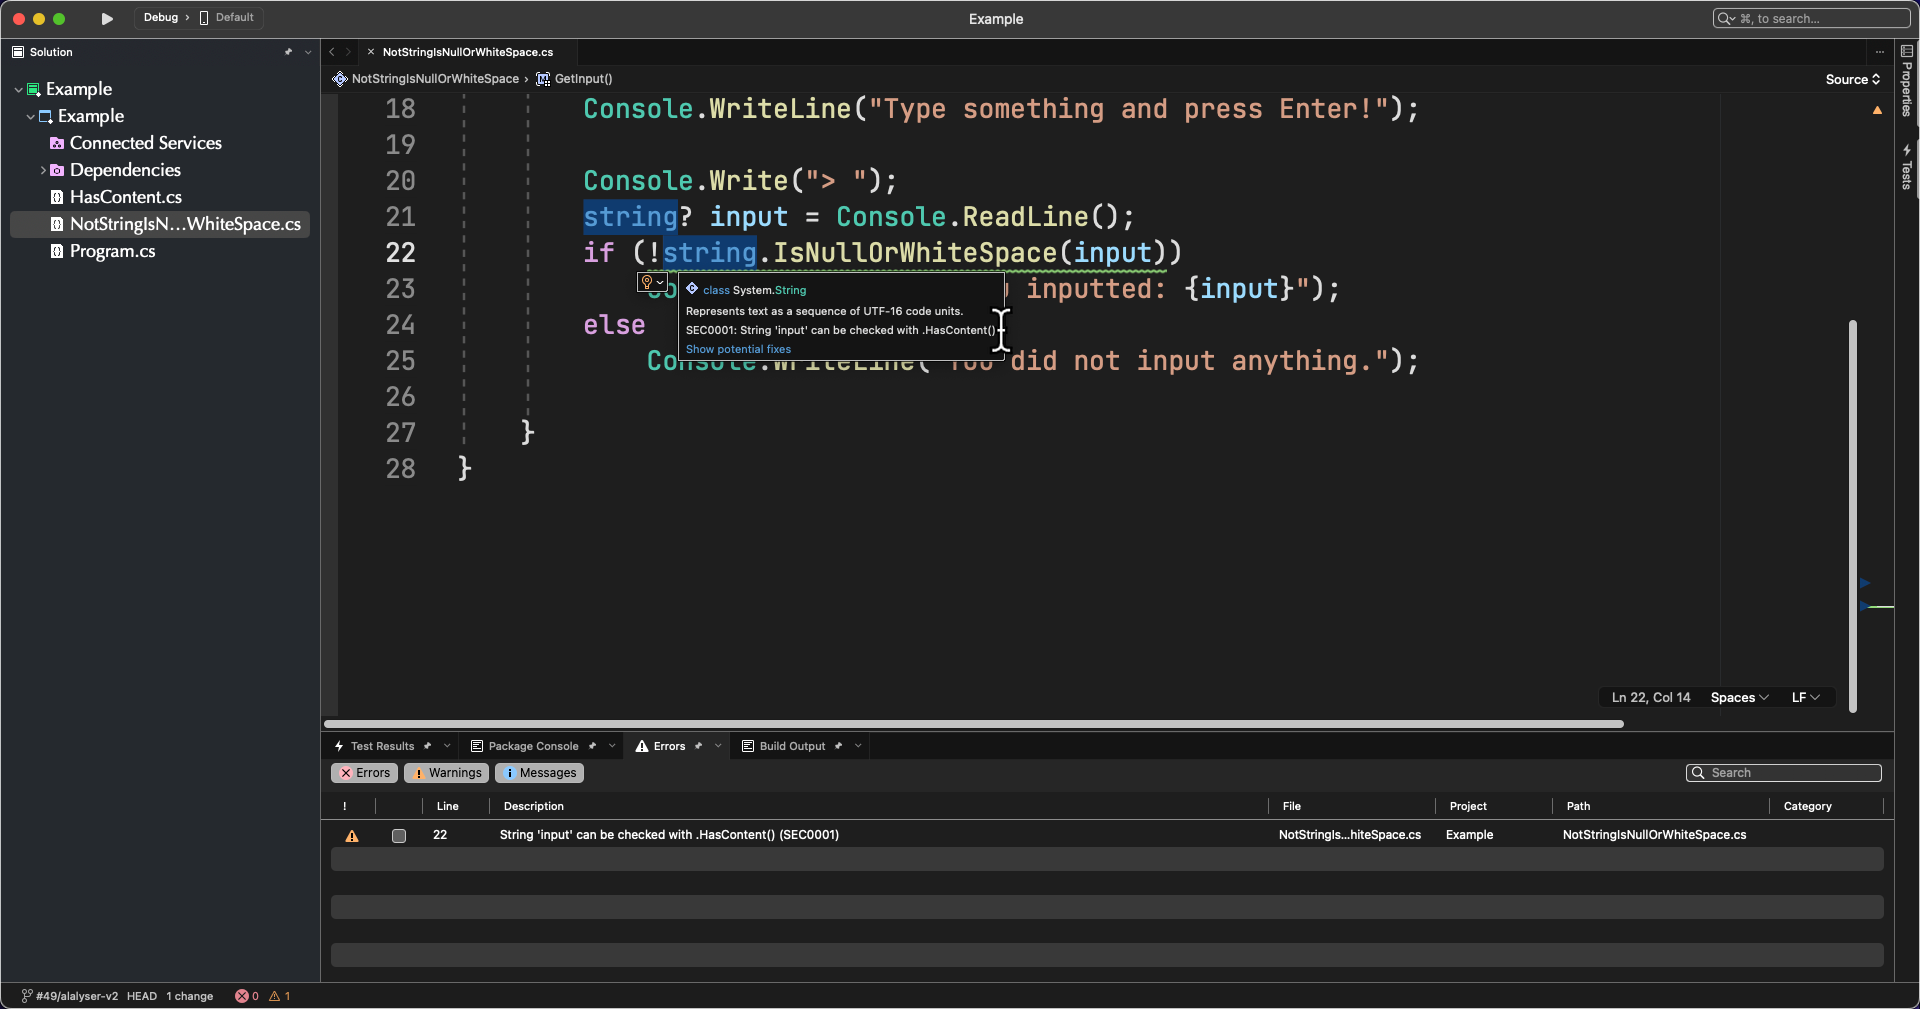 Debug › Default
Example
⌘, to search...
Solution
NotStringIsNullOrWhiteSpace.cs
...
Properties
Tests
NotStringIsNullOrWhiteSpace › GetInput()
Source
Example
Example
Connected Services
Dependencies
HasContent.cs
NotStringIsN...WhiteSpace.cs
Program.cs
18 Console.WriteLine("Type something and press Enter!");
19
20 Console.Write("> ");
21 string? input = Console.ReadLine();
22 if (!string.IsNullOrWhiteSpace(input))
23 inputted: {input}");
24 else
25 Console.WriteLine("You did not input anything.");
26
27 }
28 }
class System.String
Represents text as a sequence of UTF-16 code units.
SEC0001: String 'input' can be checked with .HasContent()
Show potential fixes
Ln 22, Col 14 Spaces LF
Test Results Package Console Errors Build Output
Errors Warnings Messages
Search
! Line Description File Project Path Category
22 String 'input' can be checked with .HasContent() (SEC0001) NotStringIs...hiteSpace.cs Example NotStringIsNullOrWhiteSpace.cs
#49/alalyser-v2 HEAD 1 change 0 1